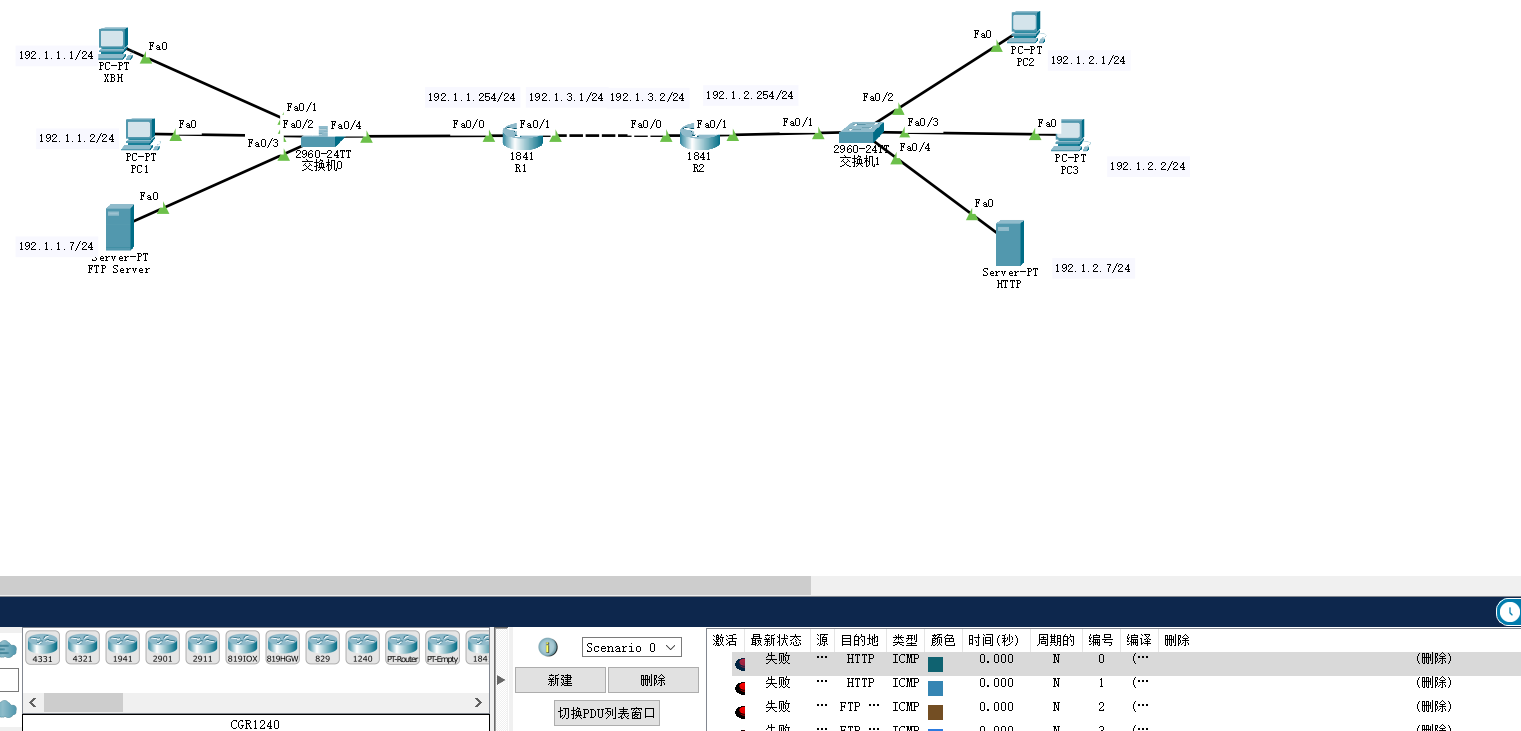 Fa0
192.1.1.1/24
PC-PT
XBH
Fa0
PC-PT
PC2
192.1.2.1/24
192.1.1.254/24
192.1.3.1/24
192.1.3.2/24
192.1.2.254/24
Fa0/1
Fa0/2
Fa0/3
Fa0/4
Fa0
192.1.1.2/24
PC-PT
PC1
2960-24TT
交换机0
Fa0/0
Fa0/1
1841
R1
Fa0/0
Fa0/1
1841
R2
Fa0/1
Fa0/2
Fa0/3
Fa0/4
2960-24TT
交换机1
Fa0
PC-PT
PC3
192.1.2.2/24
Fa0
192.1.1.7/24
Server-PT
FTP Server
Fa0
Server-PT
HTTP
192.1.2.7/24
4331 4321 1941 2901 2911 819IOX 819HGW 829 1240 PT-Router PT-Empty 184
CGR1240
Scenario 0
新建 删除
切换PDU列表窗口
激活 最新状态 源 目的地 类型 颜色 时间(秒) 周期的 编号 编译 删除
失败 … HTTP ICMP 0.000 N 0 (… (删除)
失败 … HTTP ICMP 0.000 N 1 (… (删除)
失败 … FTP … ICMP 0.000 N 2 (… (删除)
失败 … FTP … ICMP 0.000 N 3 (… (删除)